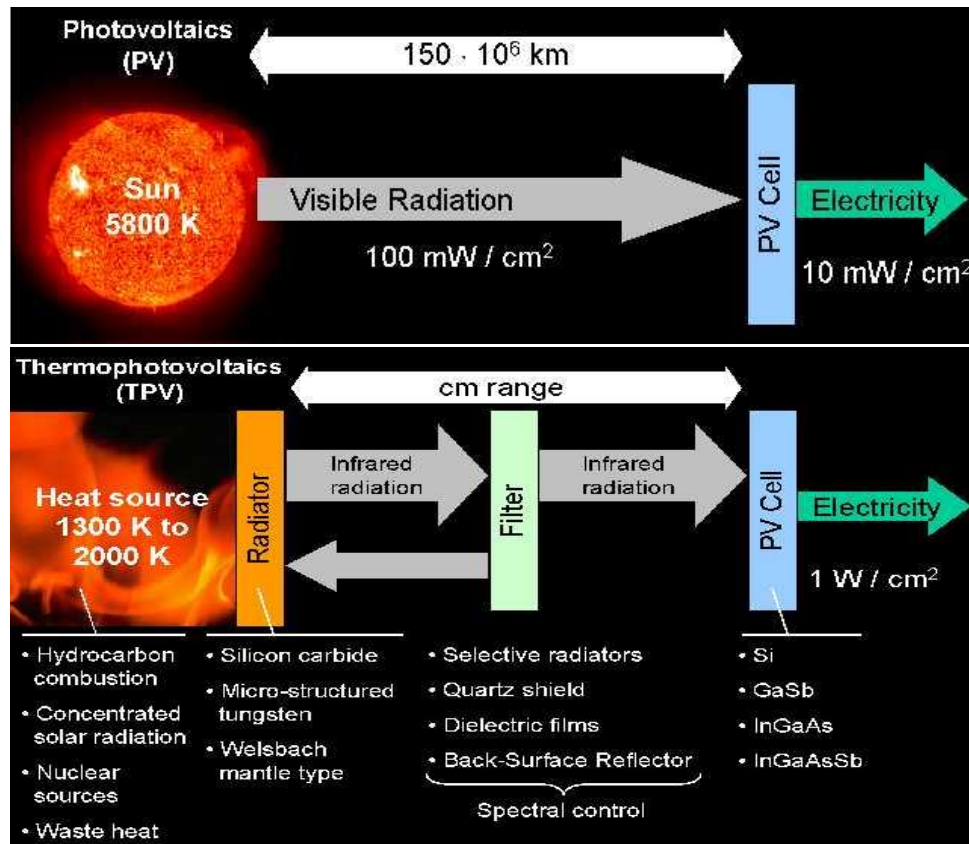 Photovoltaics
(PV)
150 · 10⁶ km
Sun
5800 K
Visible Radiation
100 mW / cm²
PV Cell
Electricity
10 mW / cm²
Thermophotovoltaics
(TPV)
cm range
Heat source
1300 K to
2000 K
Radiator
Infrared
radiation
Filter
Infrared
radiation
PV Cell
Electricity
1 W / cm²
• Hydrocarbon
combustion
• Concentrated
solar radiation
• Nuclear
sources
• Waste heat
• Silicon carbide
• Micro-structured
tungsten
• Welsbach
mantle type
• Selective radiators
• Quartz shield
• Dielectric films
• Back-Surface Reflector
Spectral control
• Si
• GaSb
• InGaAs
• InGaAsSb